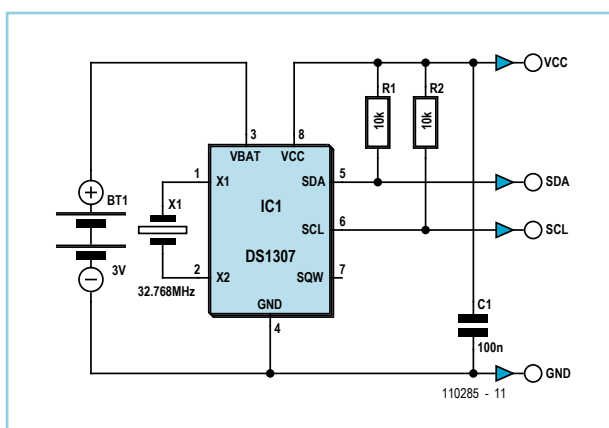 VCC
R1
R2
10k
10k
3
8
VBAT
VCC
1
X1
SDA
5
SDA
BT1
X1
IC1
SCL
6
SCL
DS1307
2
X2
SQW
7
3V
32.768MHz
GND
4
C1
100n
GND
110285 - 11